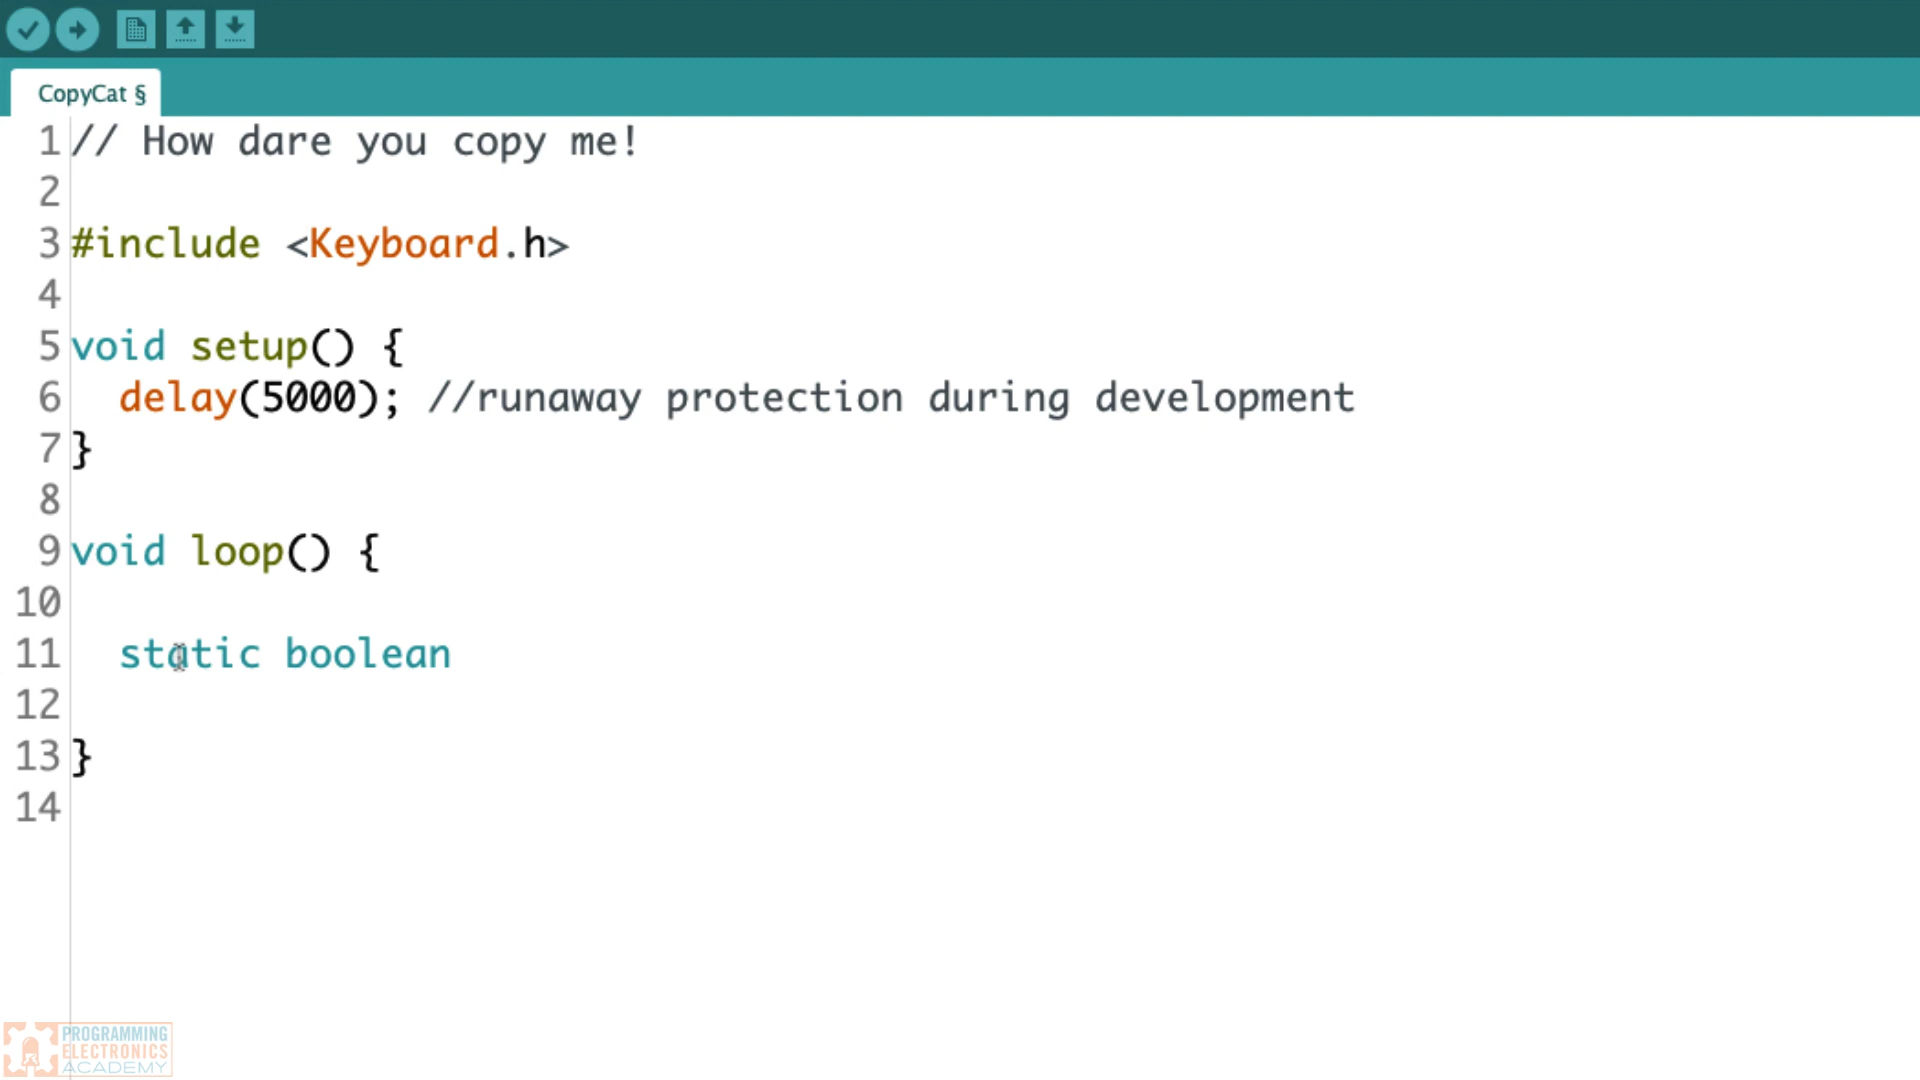 CopyCat §
1 // How dare you copy me!
2
3 #include <Keyboard.h>
4
5 void setup() {
6   delay(5000); //runaway protection during development
7 }
8
9 void loop() {
10
11   static boolean
12
13 }
14
PROGRAMMING
ELECTRONICS
ACADEMY